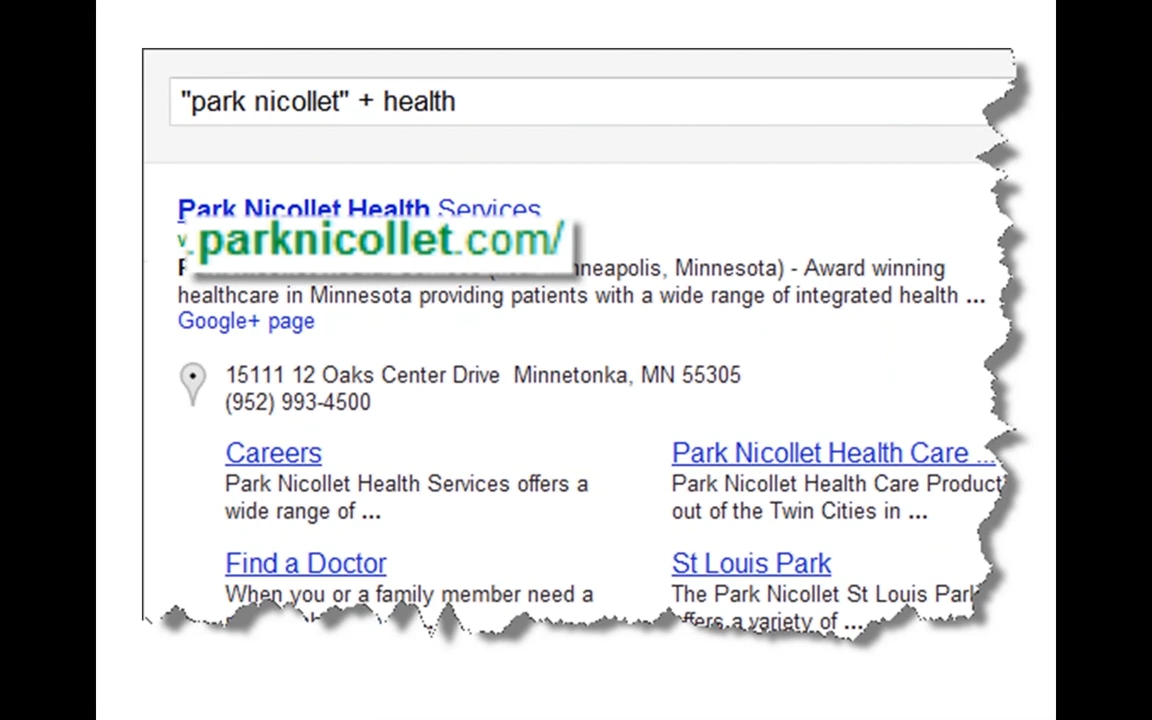 "park nicollet" + health
Park Nicollet Health Services
.parknicollet.com/
nneapolis, Minnesota) - Award winning
healthcare in Minnesota providing patients with a wide range of integrated health ...
Google+ page
15111 12 Oaks Center Drive Minnetonka, MN 55305
(952) 993-4500
Careers
Park Nicollet Health Care ...
Park Nicollet Health Services offers a
Park Nicollet Health Care Product
wide range of ...
out of the Twin Cities in ...
Find a Doctor
St Louis Park
When you or a family member need a
The Park Nicollet St Louis Park
offers a variety of ...